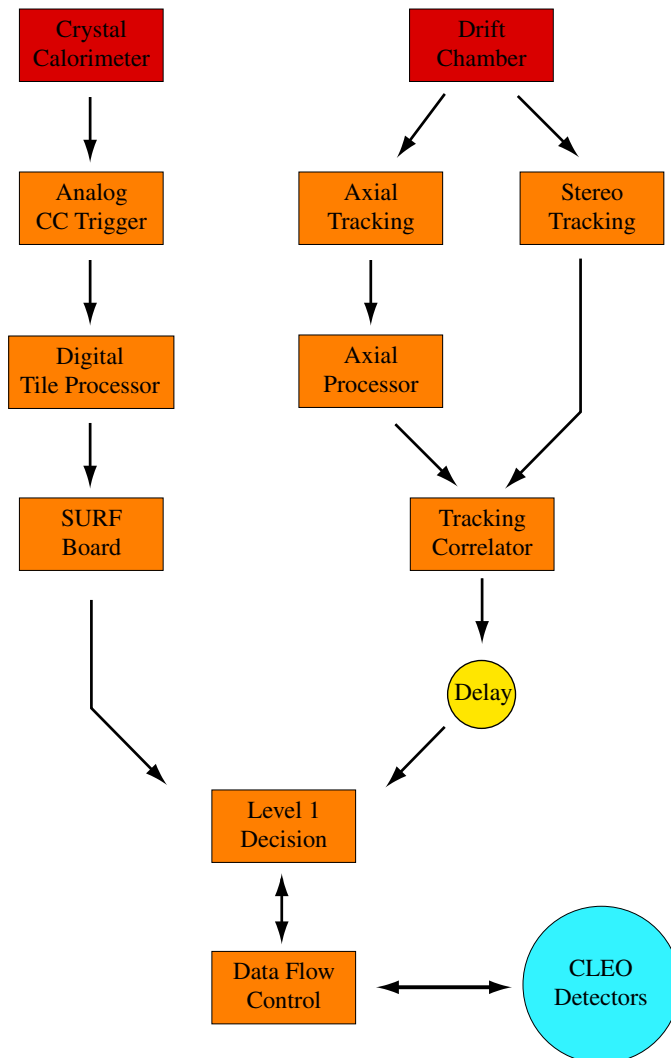 Crystal
Calorimeter
Drift
Chamber
Analog
CC Trigger
Axial
Tracking
Stereo
Tracking
Digital
Tile Processor
Axial
Processor
SURF
Board
Tracking
Correlator
Delay
Level 1
Decision
Data Flow
Control
CLEO
Detectors